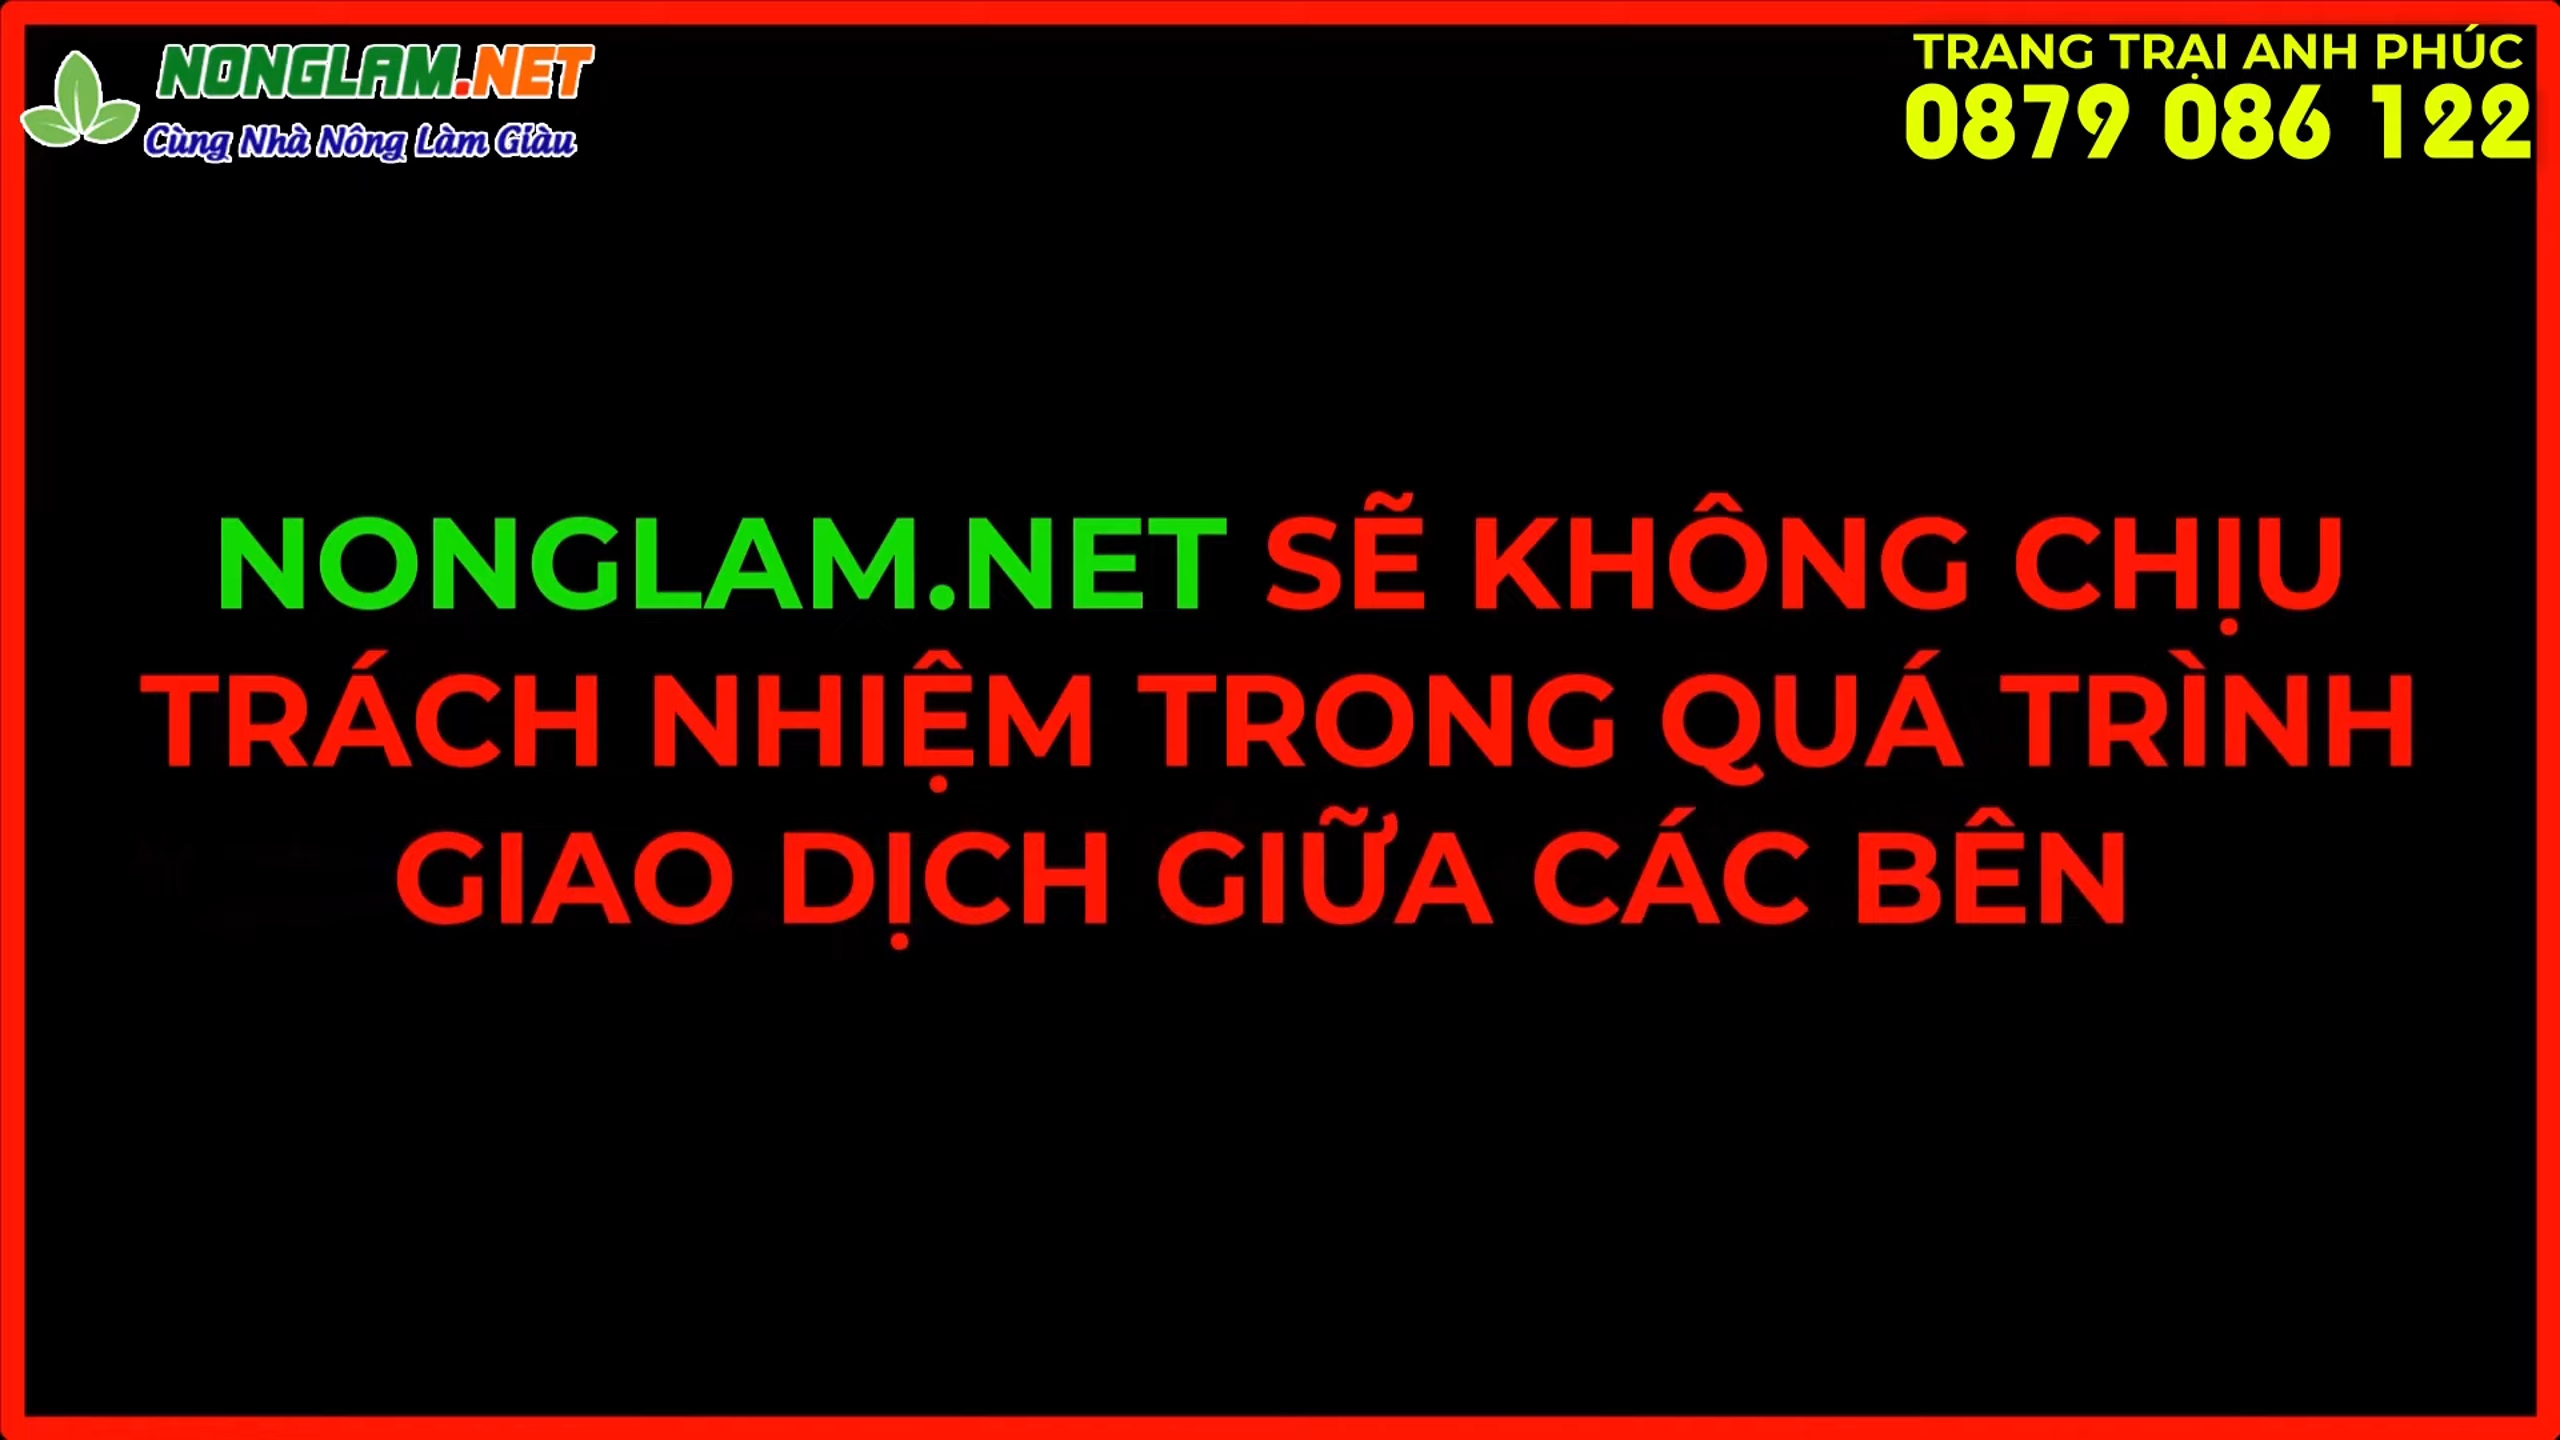 NONGLAM.NET
Cùng Nhà Nông Làm Giàu
TRANG TRẠI ANH PHÚC
0879 086 122
NONGLAM.NET SẼ KHÔNG CHỊU
TRÁCH NHIỆM TRONG QUÁ TRÌNH
GIAO DỊCH GIỮA CÁC BÊN